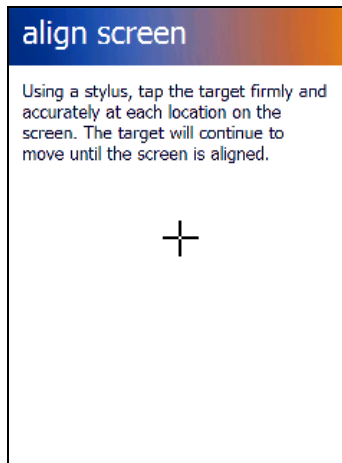 align screen
Using a stylus, tap the target firmly and
accurately at each location on the
screen. The target will continue to
move until the screen is aligned.